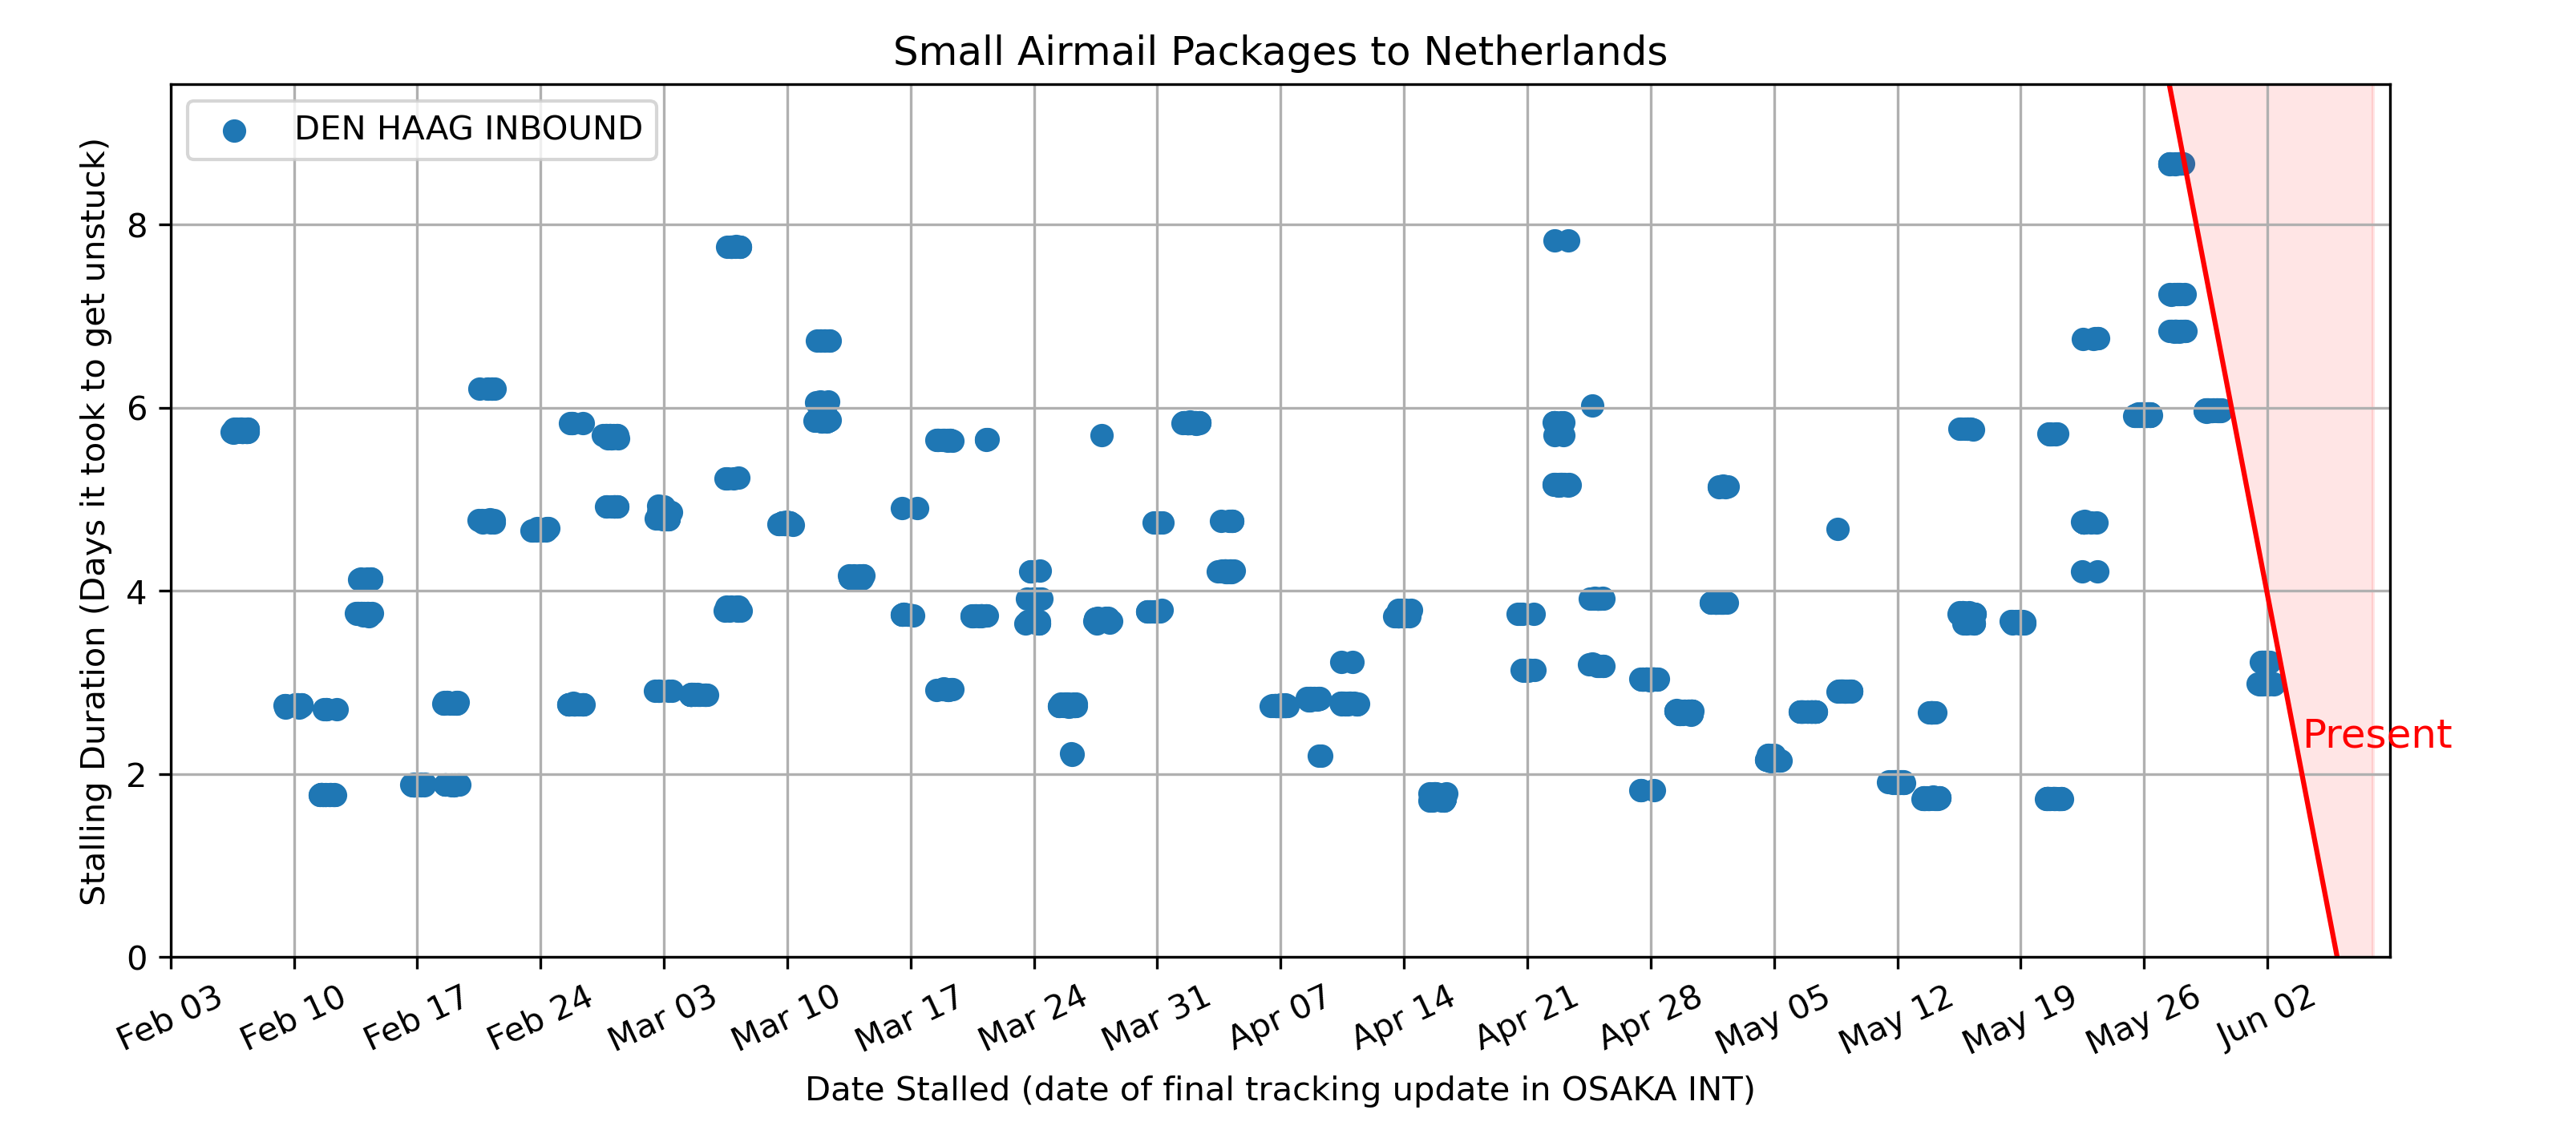 Small Airmail Packages to Netherlands
DEN HAAG INBOUND
Stalling Duration (Days it took to get unstuck)
8
6
4
2
0
Present
Feb 03
Feb 10
Feb 17
Feb 24
Mar 03
Mar 10
Mar 17
Mar 24
Mar 31
Apr 07
Apr 14
Apr 21
Apr 28
May 05
May 12
May 19
May 26
Jun 02
Date Stalled (date of final tracking update in OSAKA INT)